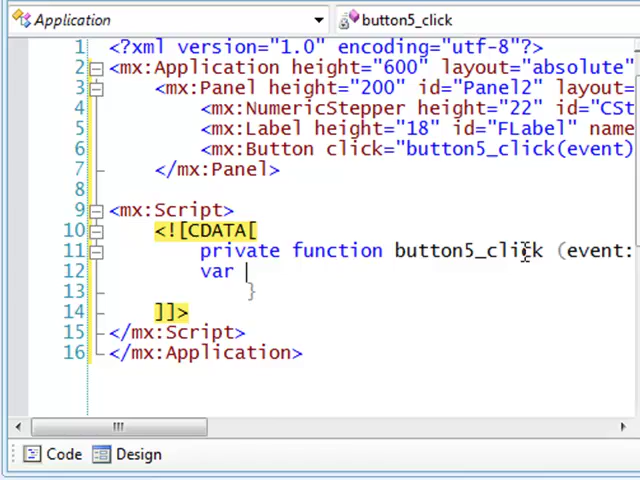 Application button5_click
1 <?xml version="1.0" encoding="utf-8"?>
2 <mx:Application height="600" layout="absolute"
3 <mx:Panel height="200" id="Panel2" layout=
4 <mx:NumericStepper height="22" id="CSt
5 <mx:Label height="18" id="FLabel" name
6 <mx:Button click="button5_click(event)
7 </mx:Panel>
8
9 <mx:Script>
10 <![CDATA[
11 private function button5_click (event:
12 var
13 }
14 ]]>
15 </mx:Script>
16 </mx:Application>
Code Design